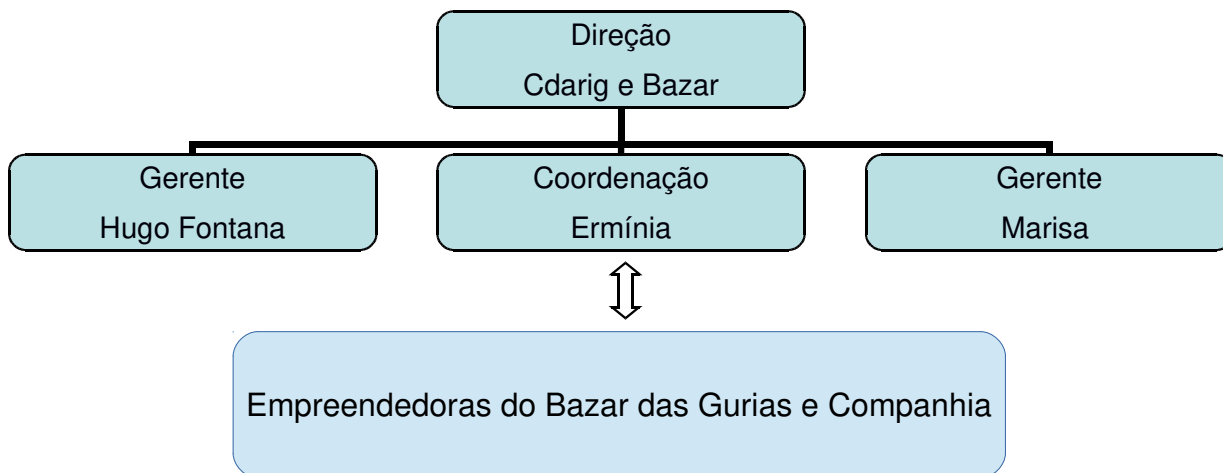 Direção
Cdarig e Bazar
Gerente
Hugo Fontana
Coordenação
Ermínia
Gerente
Marisa
Empreendedoras do Bazar das Gurias e Companhia